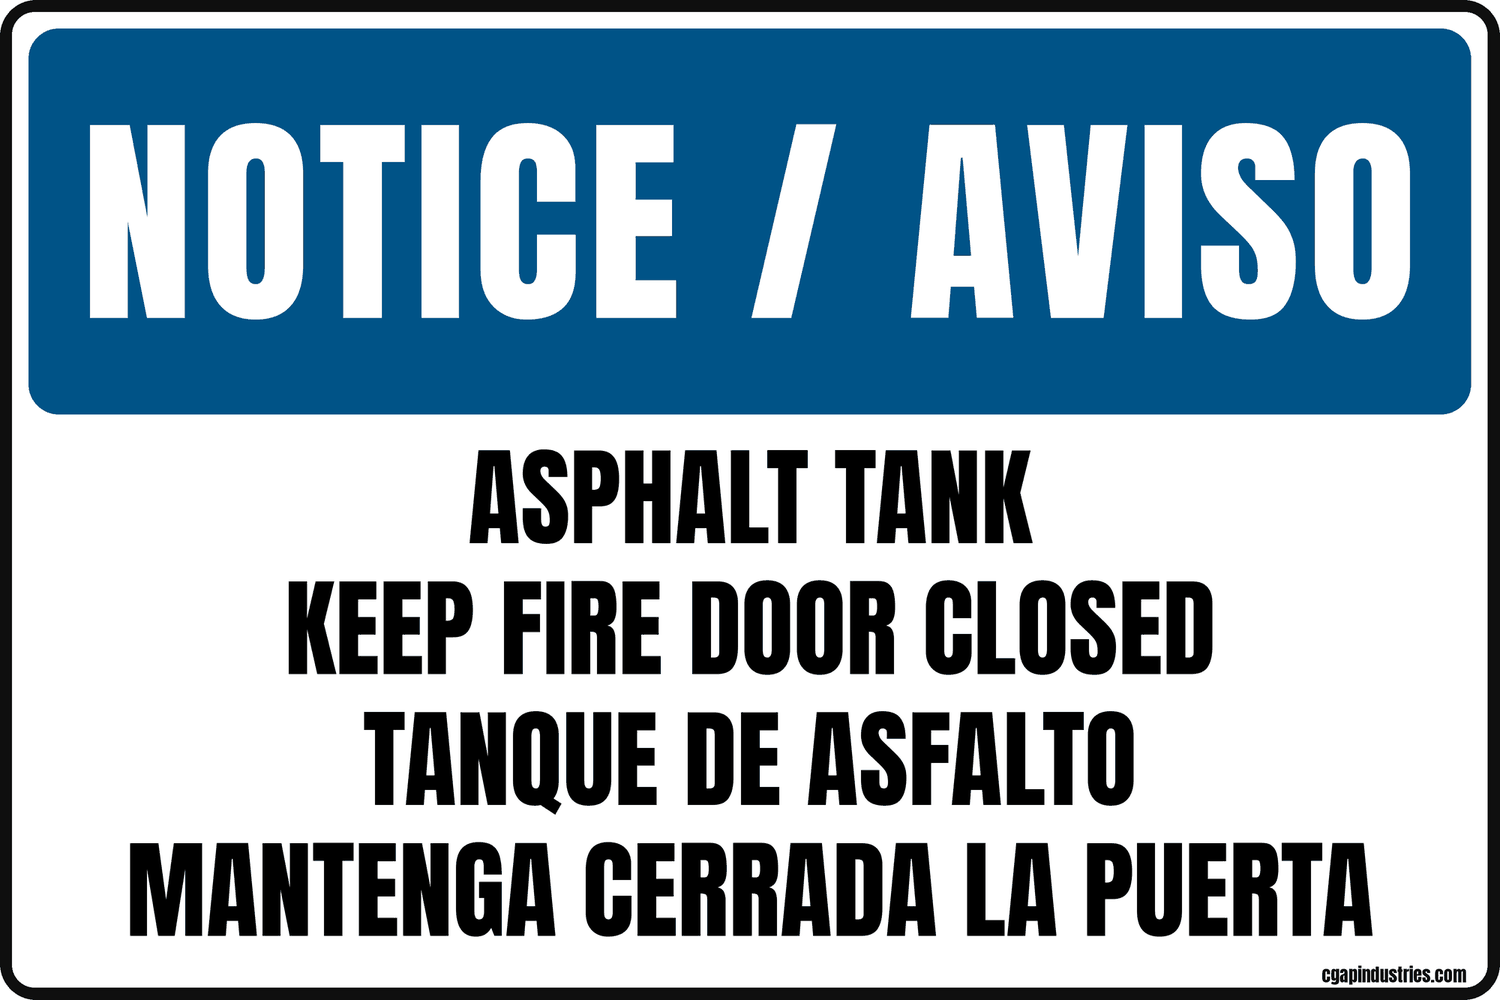 NOTICE / AVISO
ASPHALT TANK
KEEP FIRE DOOR CLOSED
TANQUE DE ASFALTO
MANTENGA CERRADA LA PUERTA
cgapindustries.com